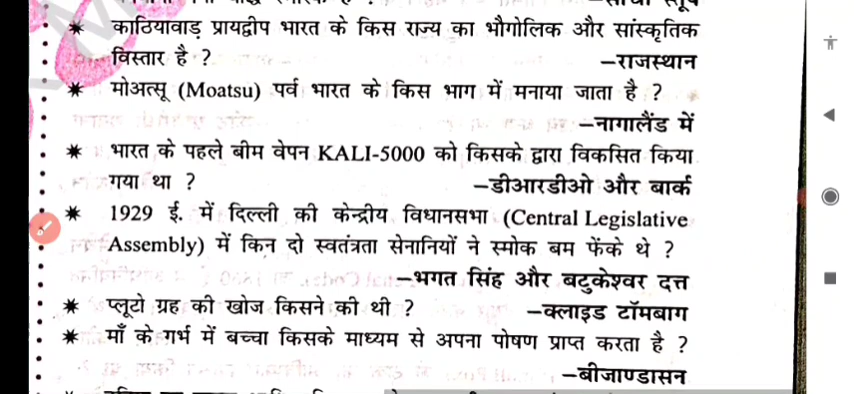 * काठियावाड़ प्रायद्वीप भारत के किस राज्य का भौगोलिक और सांस्कृतिक
विस्तार है ? –राजस्थान
* मोअत्सू (Moatsu) पर्व भारत के किस भाग में मनाया जाता है ?
–नागालैंड में
* भारत के पहले बीम वेपन KALI-5000 को किसके द्वारा विकसित किया
गया था ? –डीआरडीओ और बार्क
* 1929 ई. में दिल्ली की केन्द्रीय विधानसभा (Central Legislative
Assembly) में किन दो स्वतंत्रता सेनानियों ने स्मोक बम फेंके थे ?
–भगत सिंह और बटुकेश्वर दत्त
* प्लूटो ग्रह की खोज किसने की थी ? –क्लाइड टॉमबाग
* माँ के गर्भ में बच्चा किसके माध्यम से अपना पोषण प्राप्त करता है ?
–बीजाण्डासन